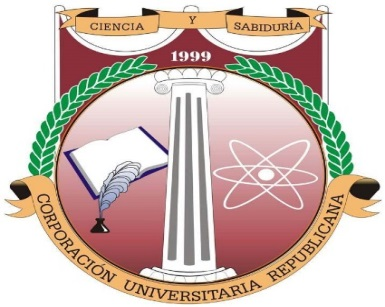 CIENCIA Y SABIDURÍA
1999
CORPORACIÓN UNIVERSITARIA REPUBLICANA